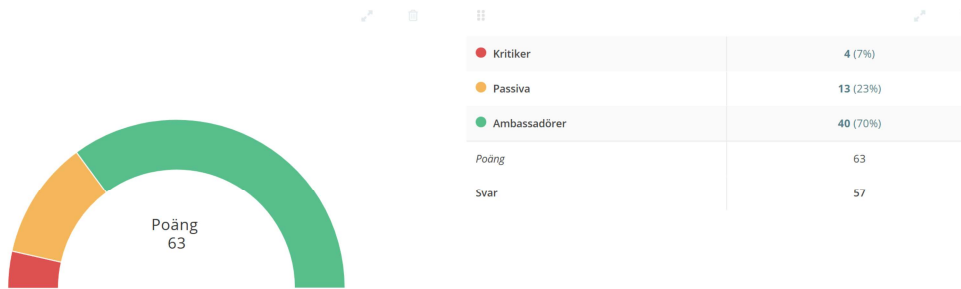 Poäng
63
Kritiker 4 (7%)
Passiva 13 (23%)
Ambassadörer 40 (70%)
Poäng 63
Svar 57